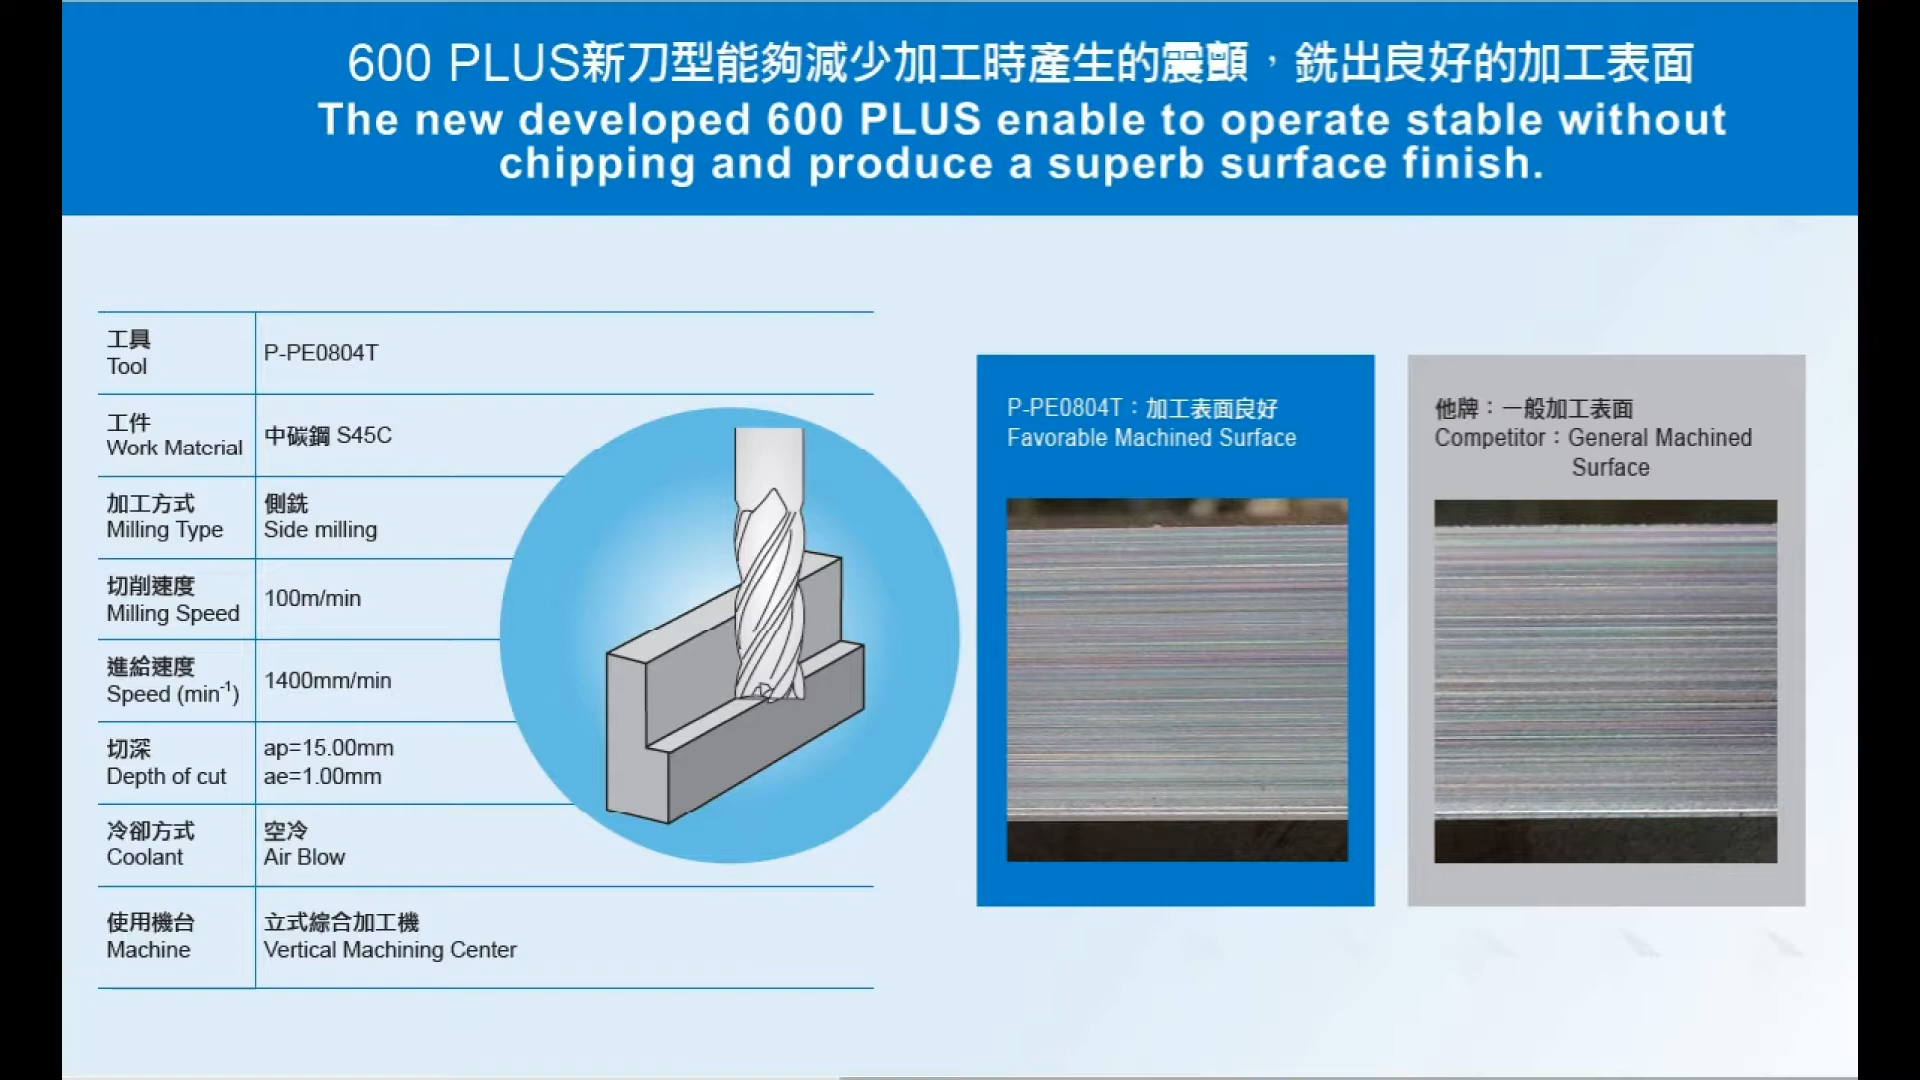 600 PLUS新刀型能夠減少加工時產生的震顫，銑出良好的加工表面
The new developed 600 PLUS enable to operate stable without
chipping and produce a superb surface finish.
工具
Tool
P-PE0804T
工件
Work Material
中碳鋼 S45C
加工方式
Milling Type
側銑
Side milling
切削速度
Milling Speed
100m/min
進給速度
Speed (min⁻¹)
1400mm/min
切深
Depth of cut
ap=15.00mm
ae=1.00mm
冷卻方式
Coolant
空冷
Air Blow
使用機台
Machine
立式綜合加工機
Vertical Machining Center
P-PE0804T：加工表面良好
Favorable Machined Surface
他牌：一般加工表面
Competitor：General Machined
Surface